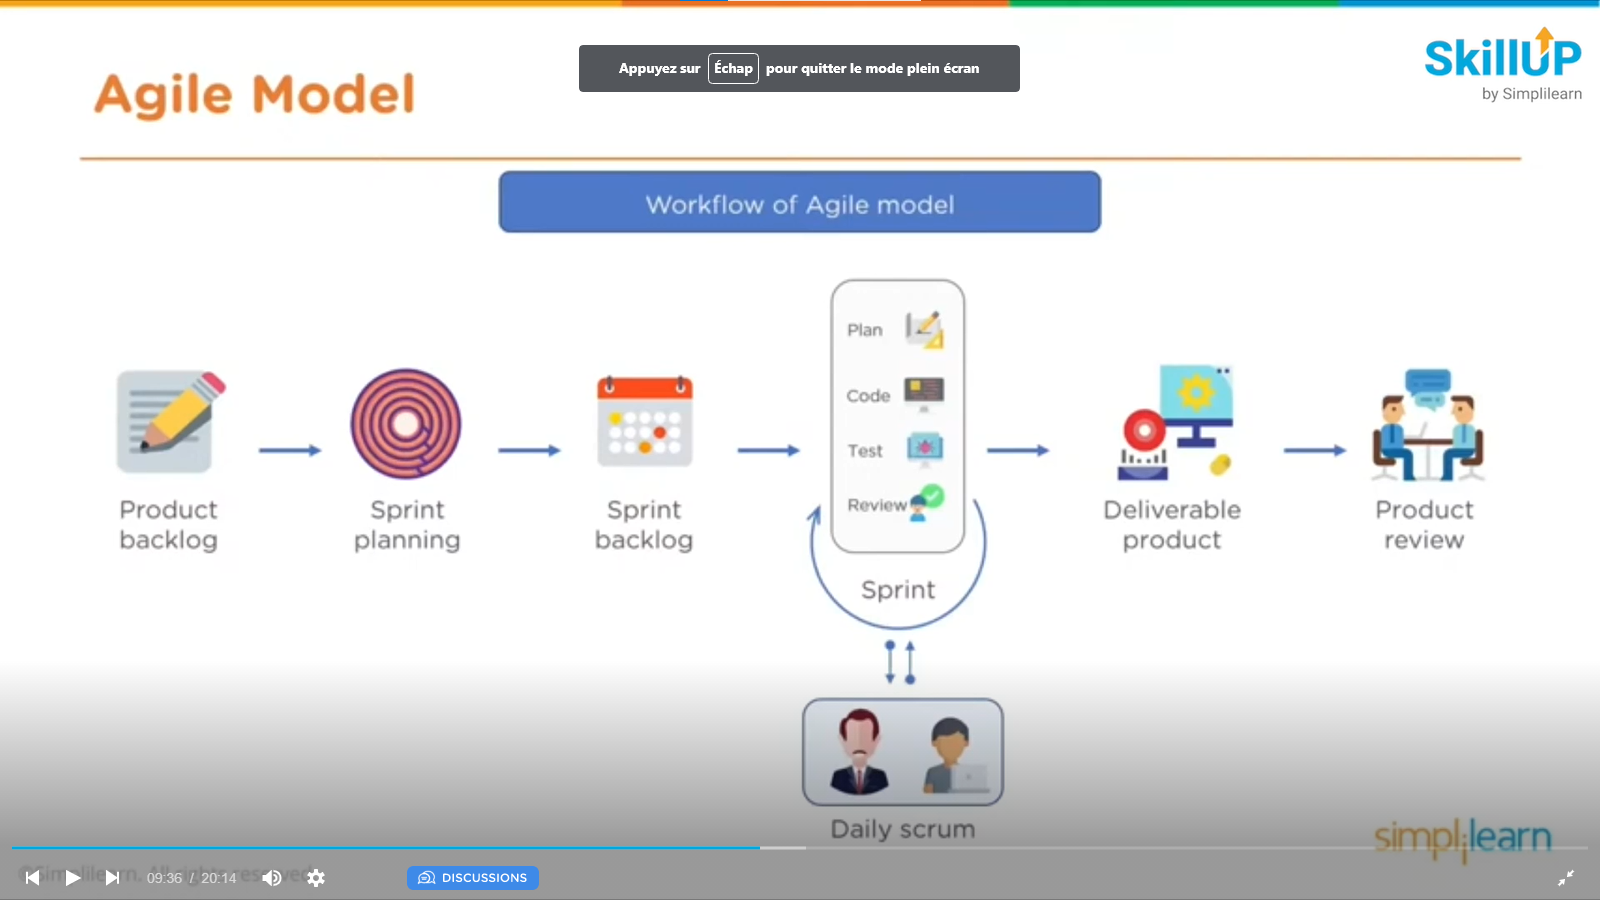 Appuyez sur Échap pour quitter le mode plein écran
SkillUP
by Simplilearn
Agile Model
Workflow of Agile model
Plan
Code
Test
Review
Product
backlog
Sprint
planning
Sprint
backlog
Sprint
Deliverable
product
Product
review
Daily scrum
simplilearn
©Simplilearn. All rights reserved.
09:36 / 20:14
DISCUSSIONS